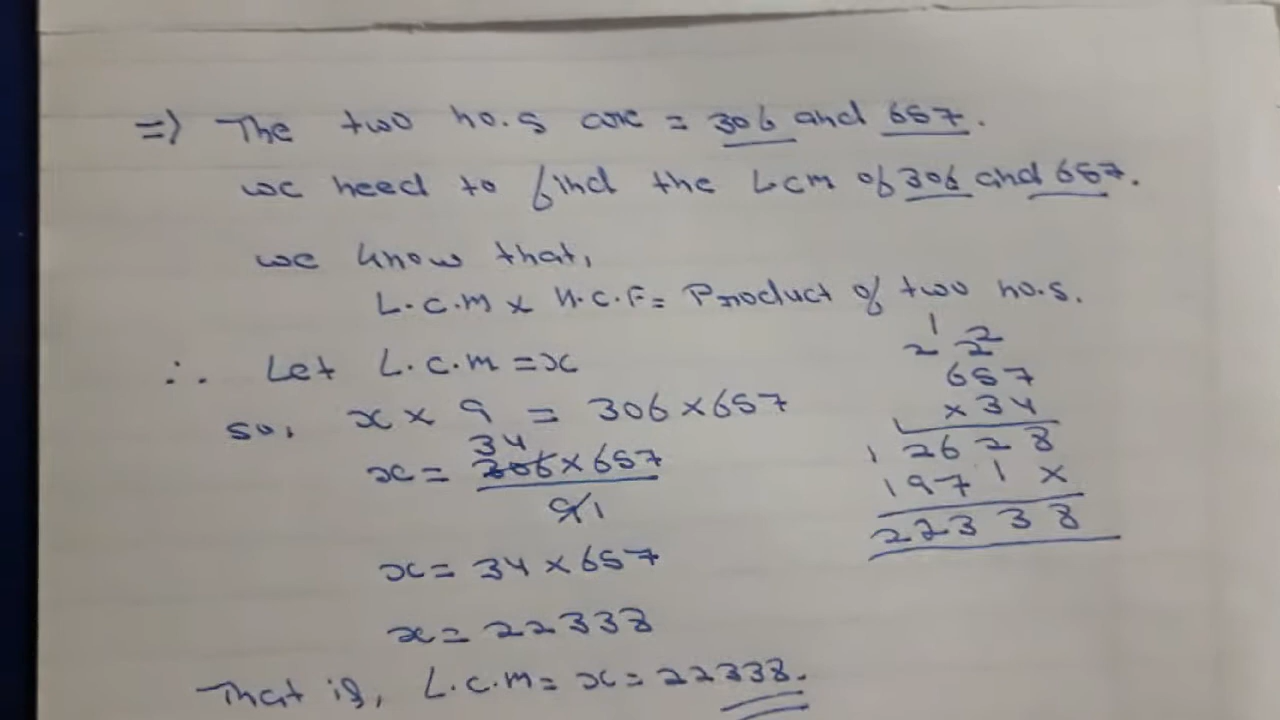 => The two no.s are = 306 and 657.
we need to find the Lcm of 306 and 657.
we know that,
L.c.m x H.C.F = Product of two no.s.
∴ Let L.c.m = x
so, x × 9 = 306 × 657
34
x = 306 × 657
9 1
x = 34 × 657
x = 22338
That is, L.c.m = x = 22338.
1
2 2 2
657
× 34
1
2628
1971 ×
22338